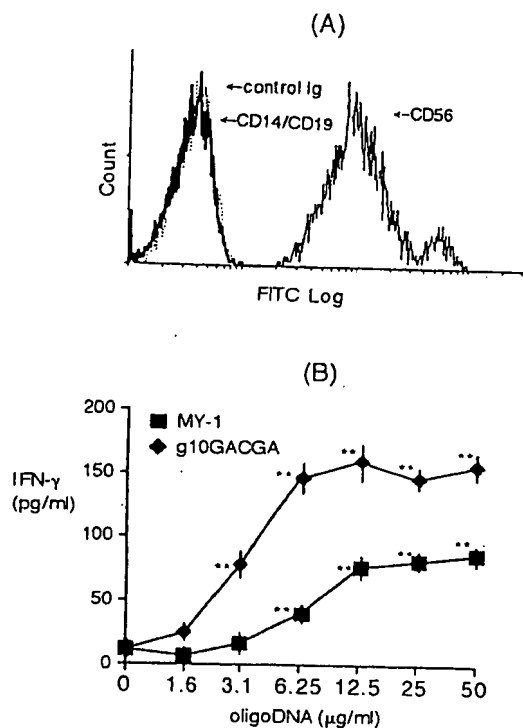 (A)
←control Ig
←CD14/CD19
←CD56
Count
FITC Log
(B)
200
MY-1
g10GACGA
IFN-γ
(pg/ml)
150
100
50
0
**
**
**
**
**
**
**
**
**
0
1.6
3.1
6.25
12.5
25
50
oligoDNA (μg/ml)